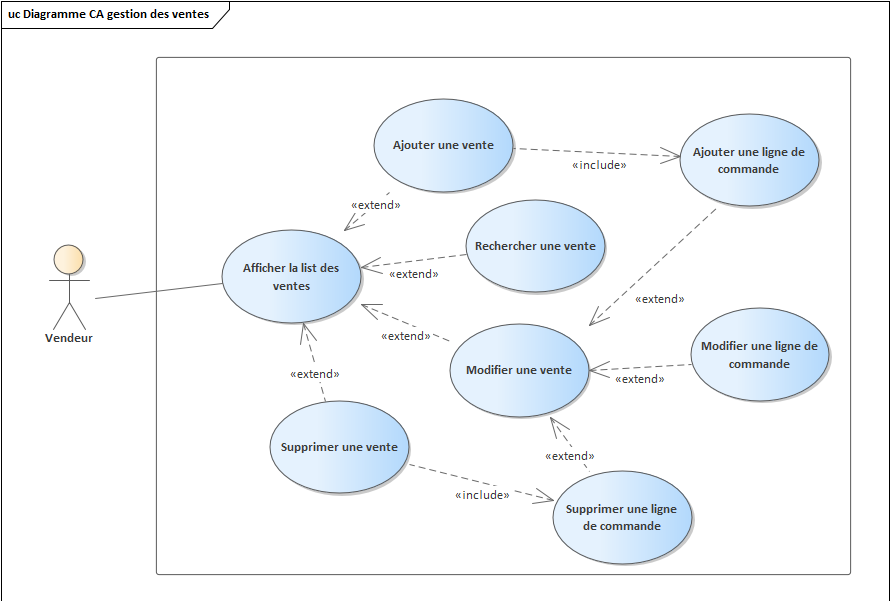 uc Diagramme CA gestion des ventes
Ajouter une vente
Ajouter une ligne de
commande
«include»
«extend»
Rechercher une vente
Afficher la list des
ventes
«extend»
«extend»
Vendeur
«extend»
Modifier une vente
Modifier une ligne de
commande
«extend»
«extend»
Supprimer une vente
«extend»
«include»
Supprimer une ligne
de commande